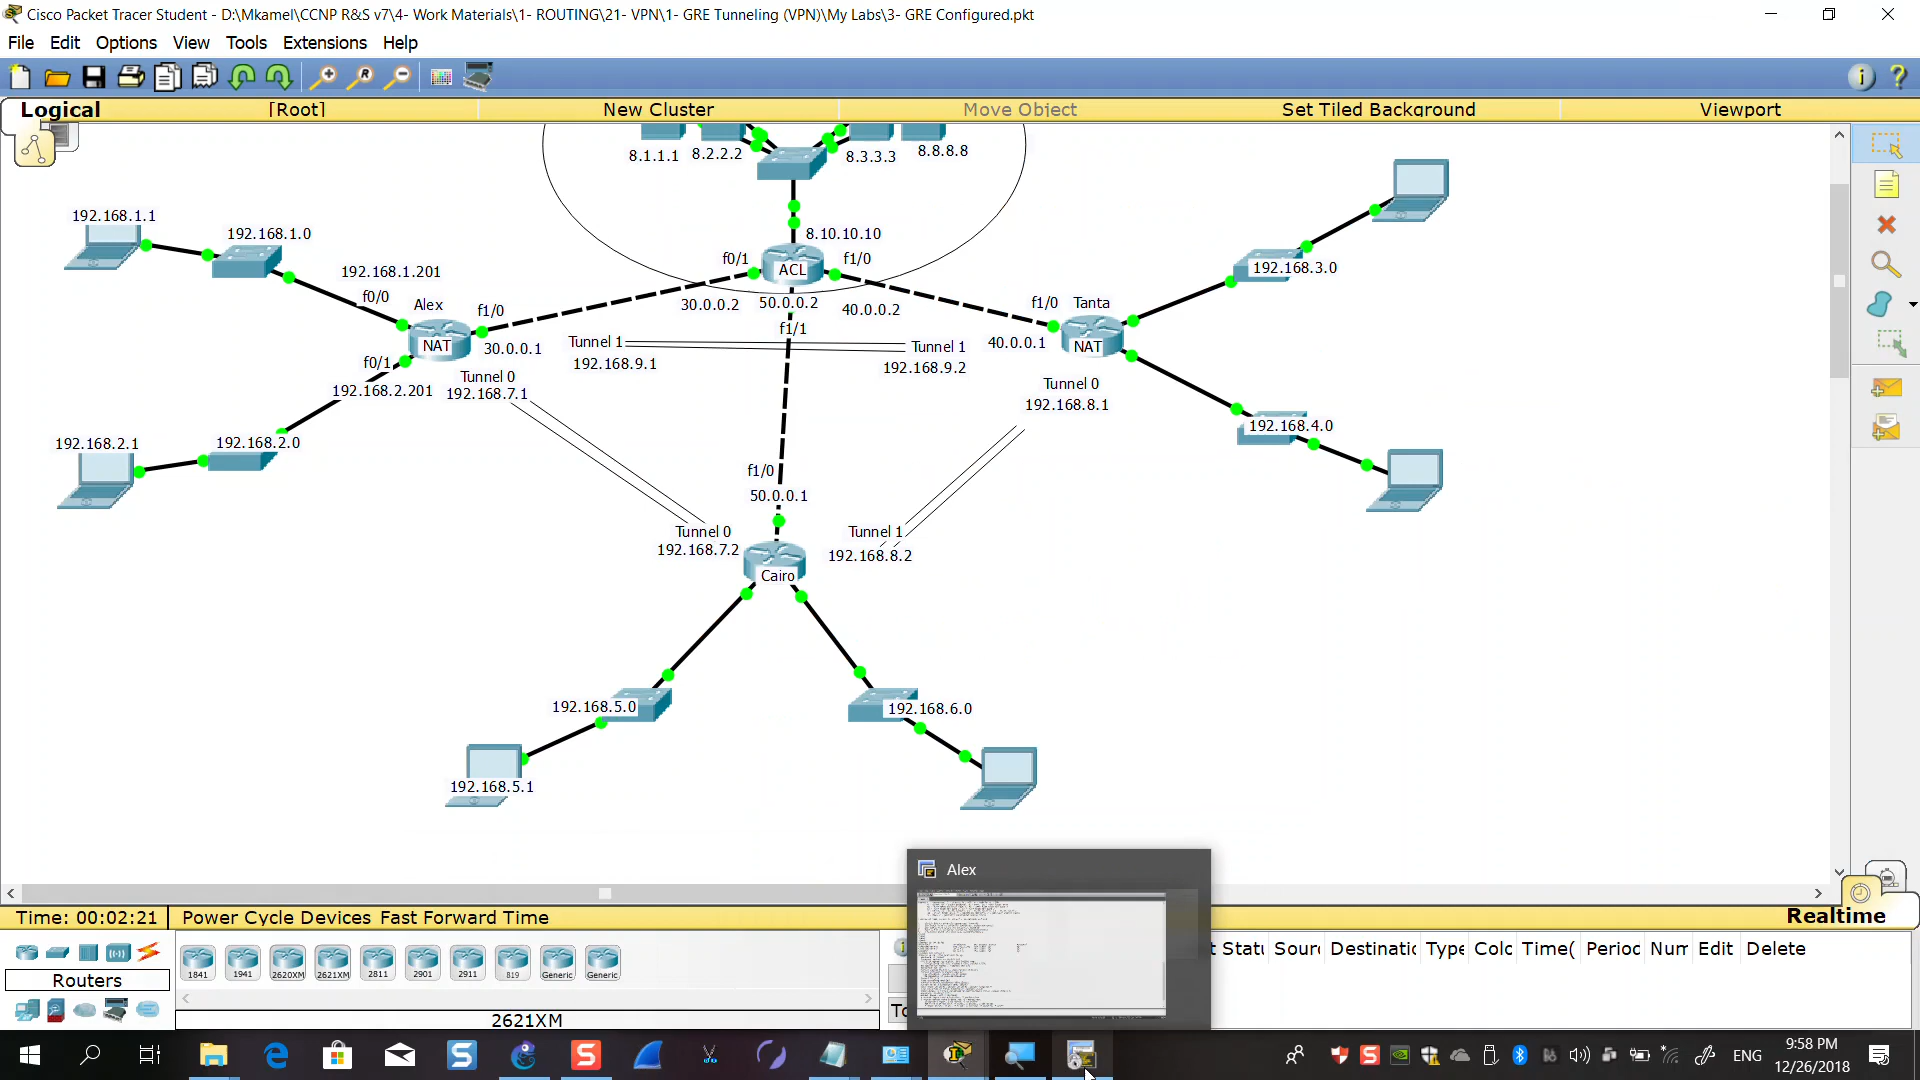 Cisco Packet Tracer Student - D:\Mkamel\CCNP R&S v7\4- Work Materials\1- ROUTING\21- VPN\1- GRE Tunneling (VPN)\My Labs\3- GRE Configured.pkt
File Edit Options View Tools Extensions Help
Logical [Root] New Cluster Move Object Set Tiled Background Viewport
8.1.1.1 8.2.2.2 8.3.3.3 8.8.8.8
192.168.1.1
192.168.1.0
8.10.10.10
192.168.1.201
f0/1 ACL f1/0
192.168.3.0
f0/0 Alex f1/0
30.0.0.2 50.0.0.2 40.0.0.2
f1/0 Tanta
f1/1
NAT 30.0.0.1
Tunnel 1 Tunnel 1
40.0.0.1 NAT
f0/1
192.168.9.1 192.168.9.2
192.168.2.201
Tunnel 0
192.168.7.1
Tunnel 0
192.168.8.1
192.168.2.1 192.168.2.0
192.168.4.0
f1/0
50.0.0.1
Tunnel 0 Tunnel 1
192.168.7.2 192.168.8.2
Cairo
192.168.5.0 192.168.6.0
192.168.5.1
Alex
Time: 00:02:21 Power Cycle Devices Fast Forward Time Realtime
Routers
1841 1941 2620XM 2621XM 2811 2901 2911 819 Generic Generic
2621XM
Type Time( Edit Delete
ENG
9:58 PM
12/26/2018